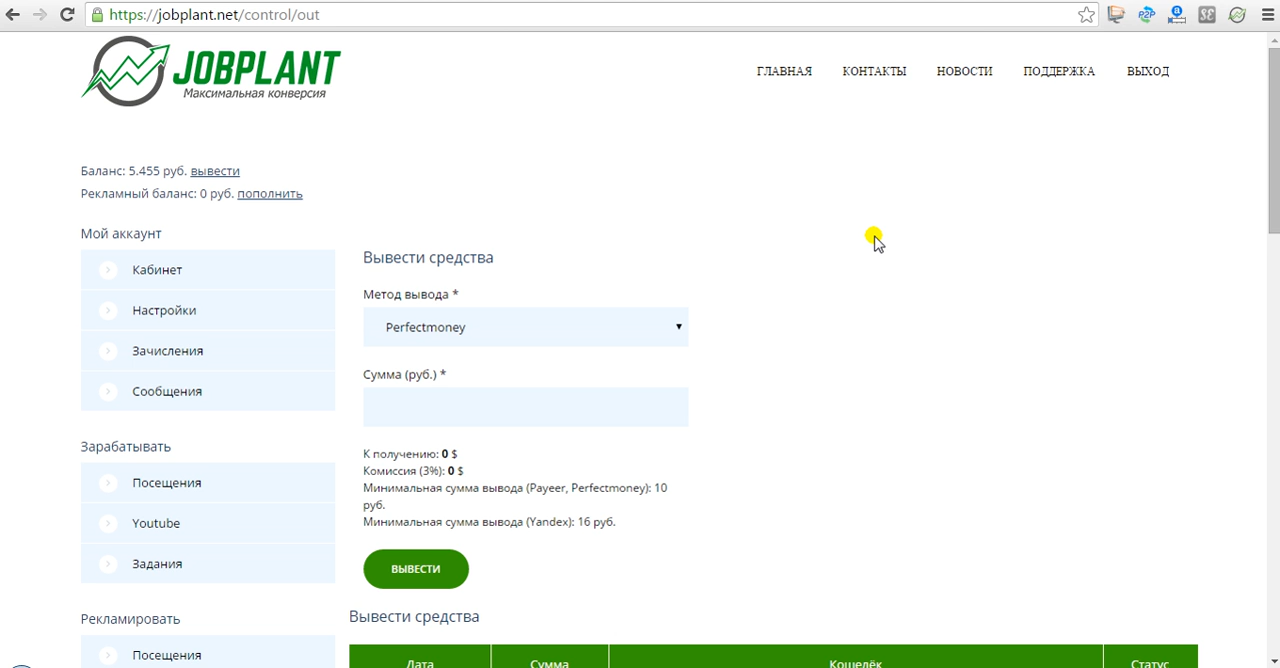 https://jobplant.net/control/out
JOBPLANT
Максимальная конверсия
ГЛАВНАЯ КОНТАКТЫ НОВОСТИ ПОДДЕРЖКА ВЫХОД
Баланс: 5.455 руб. вывести
Рекламный баланс: 0 руб. пополнить
Мой аккаунт
Кабинет
Настройки
Зачисления
Сообщения
Зарабатывать
Посещения
Youtube
Задания
Рекламировать
Посещения
Вывести средства
Метод вывода *
Perfectmoney
Сумма (руб.) *
К получению: 0 $
Комиссия (3%): 0 $
Минимальная сумма вывода (Payeer, Perfectmoney): 10
руб.
Минимальная сумма вывода (Yandex): 16 руб.
ВЫВЕСТИ
Вывести средства
Дата Сумма Кошелёк Статус